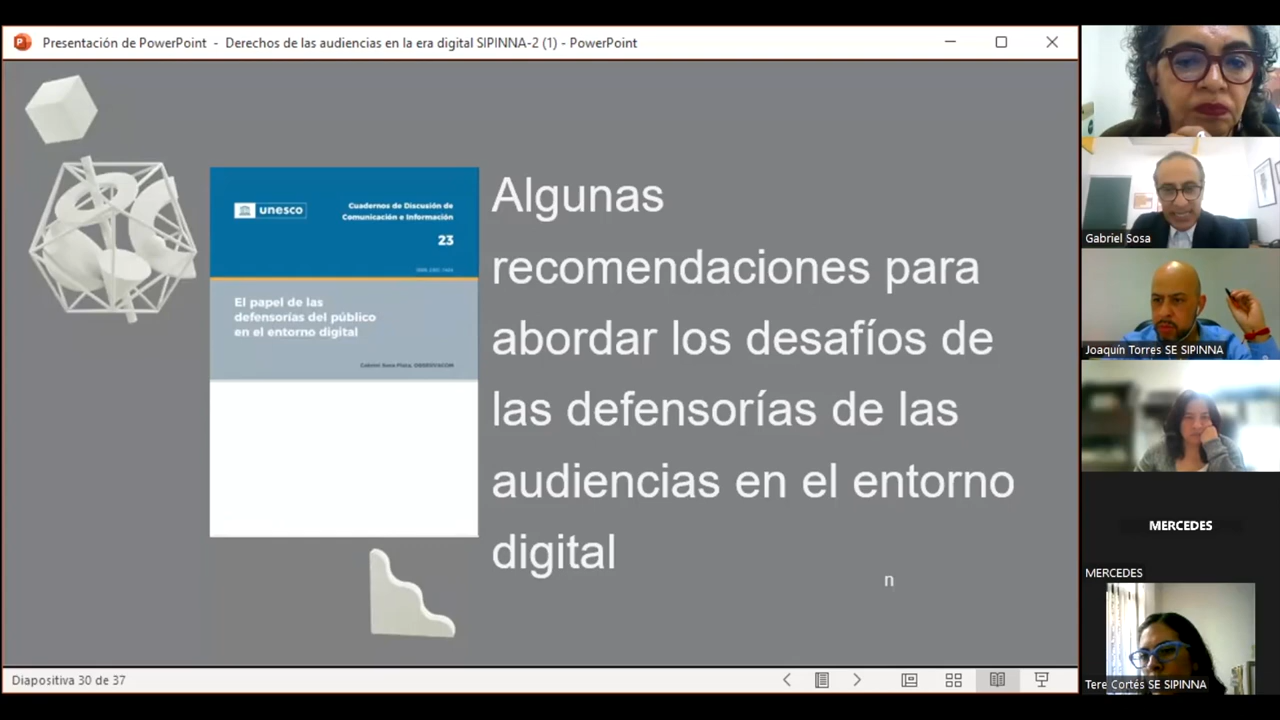 Presentación de PowerPoint - Derechos de las audiencias en la era digital SIPINNA-2 (1) - PowerPoint
unesco
Cuadernos de Discusión de
Comunicación e Información
23
El papel de las
defensorías del público
en el entorno digital
Algunas
recomendaciones para
abordar los desafíos de
las defensorías de las
audiencias en el entorno
digital
n
Diapositiva 30 de 37
Gabriel Sosa
Joaquín Torres SE SIPINNA
MERCEDES
MERCEDES
Tere Cortés SE SIPINNA